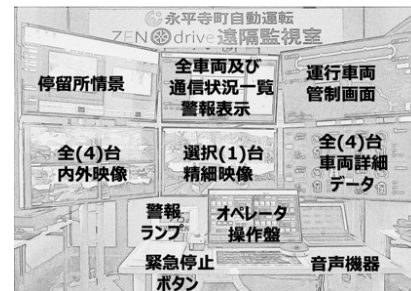 永平寺町自動運転
ZEN drive 遠隔監視室
停留所情景
全車両及び
通信状況一覧
警報表示
運行車両
管制画面
全(4)台
内外映像
選択(1)台
精細映像
全(4)台
車両詳細
データ
警報
ランプ
オペレータ
操作盤
緊急停止
ボタン
音声機器